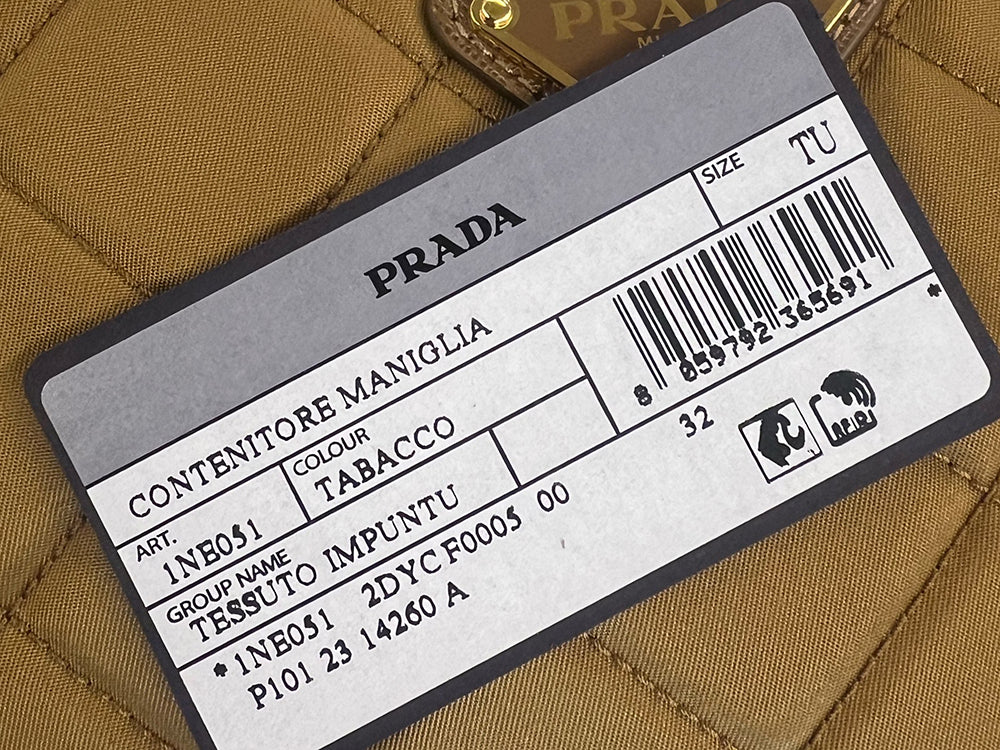 PRADA
PRADA
SIZE
TU
CONTENITORE MANIGLIA
ART.
1NE051
COLOUR
TABACCO
8 059792 365691
GROUP NAME
TESSUTO IMPUNTU
32
*1NE051 2DYC F0005 00 *
P101 23 14260 A
RFID